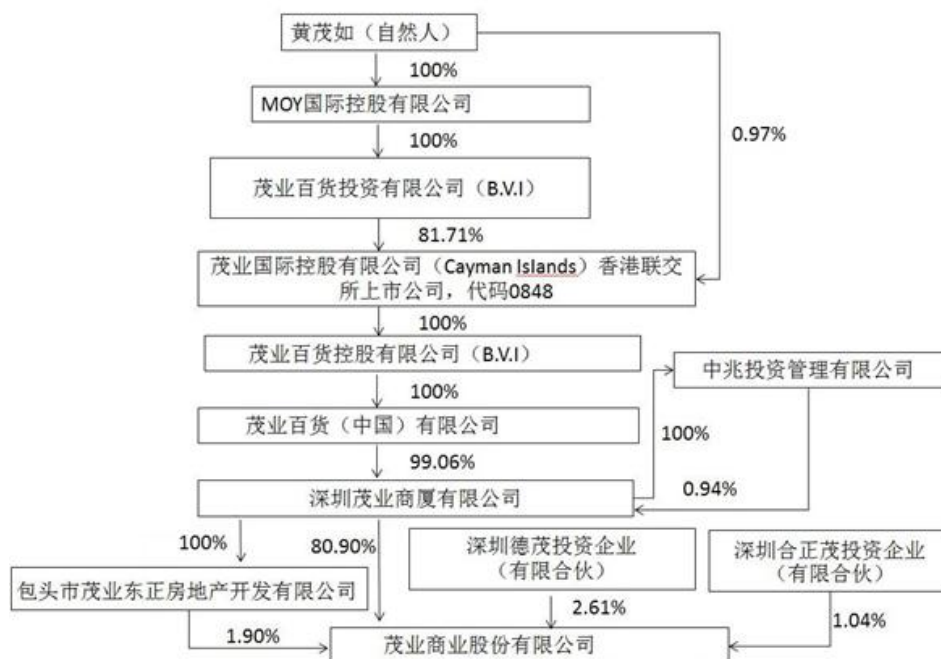 黄茂如（自然人）
100%
MOY国际控股有限公司
100%
0.97%
茂业百货投资有限公司（B.V.I）
81.71%
茂业国际控股有限公司（Cayman Islands）香港联交
所上市公司，代码0848
100%
茂业百货控股有限公司（B.V.I）
中兆投资管理有限公司
100%
茂业百货（中国）有限公司
100%
99.06%
深圳茂业商厦有限公司
0.94%
100%
80.90%
深圳德茂投资企业
（有限合伙）
深圳合正茂投资企业
（有限合伙）
包头市茂业东正房地产开发有限公司
2.61%
1.04%
1.90%
茂业商业股份有限公司